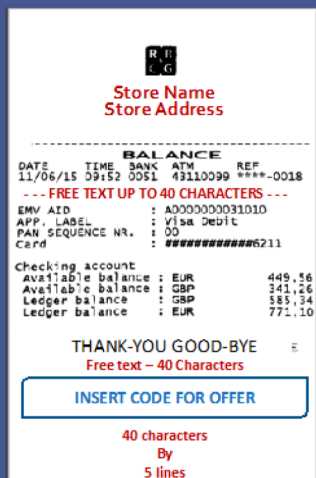 R B
C G
Store Name
Store Address
BALANCE
DATE TIME BANK ATM REF
11/06/15 09:52 0051 43110099 ****-0018
- - - FREE TEXT UP TO 40 CHARACTERS - - -
EMV AID : A0000000031010
APP. LABEL : Visa Debit
PAN SEQUENCE NR. : 00
Card : ############6211
Checking account
Available balance : EUR 449,56
Available balance : GBP 341,26
Ledger balance : GBP 585,34
Ledger balance : EUR 771,10
THANK-YOU GOOD-BYE E
Free text – 40 Characters
INSERT CODE FOR OFFER
40 characters
By
5 lines